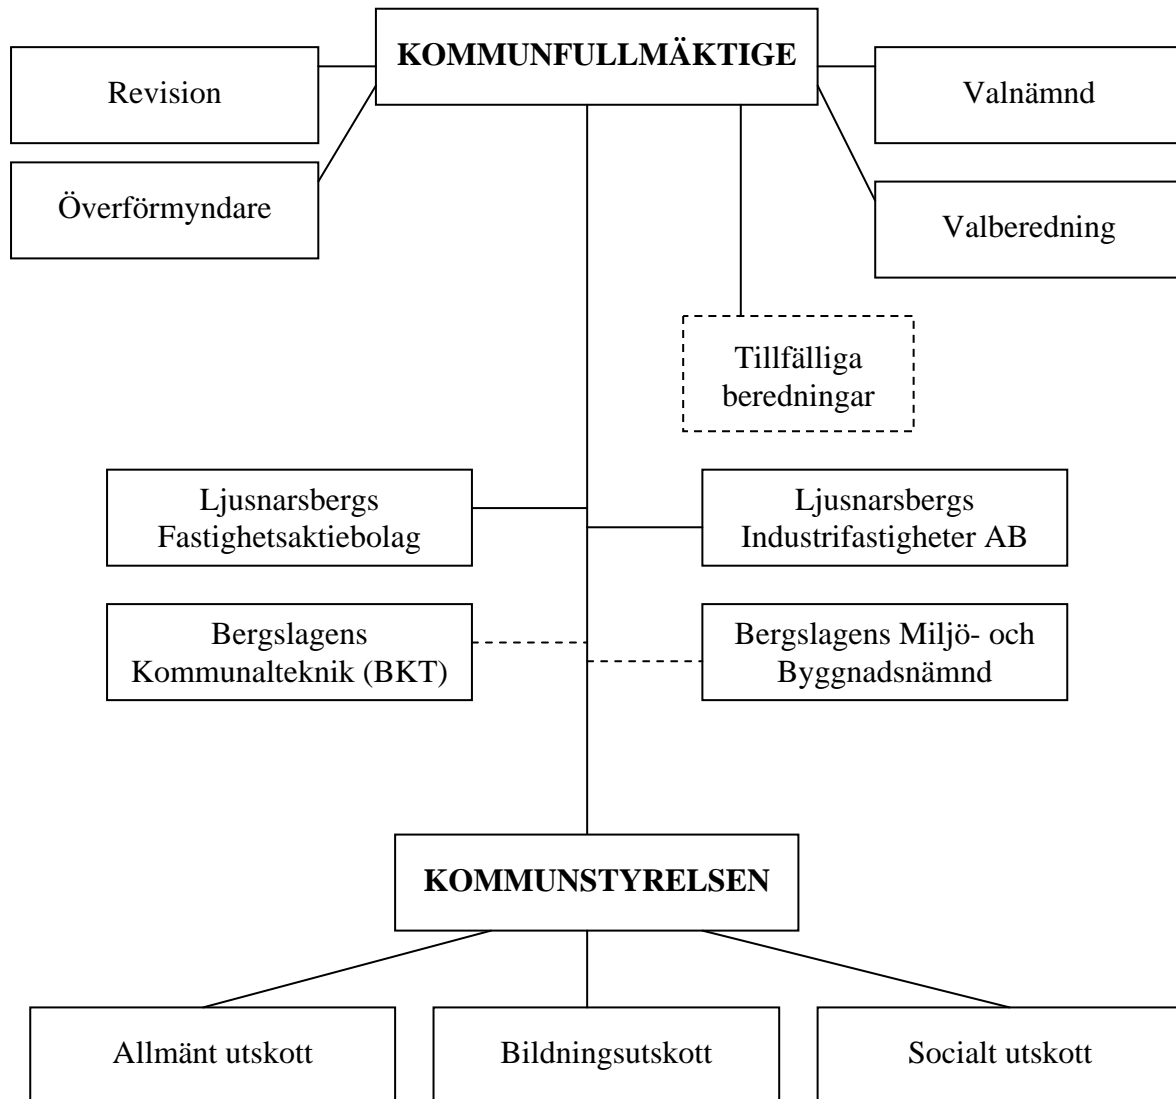 KOMMUNFULLMÄKTIGE
Revision
Valnämnd
Överförmyndare
Valberedning
Tillfälliga
beredningar
Ljusnarsbergs
Fastighetsaktiebolag
Ljusnarsbergs
Industrifastigheter AB
Bergslagens
Kommunalteknik (BKT)
Bergslagens Miljö- och
Byggnadsnämnd
KOMMUNSTYRELSEN
Allmänt utskott
Bildningsutskott
Socialt utskott